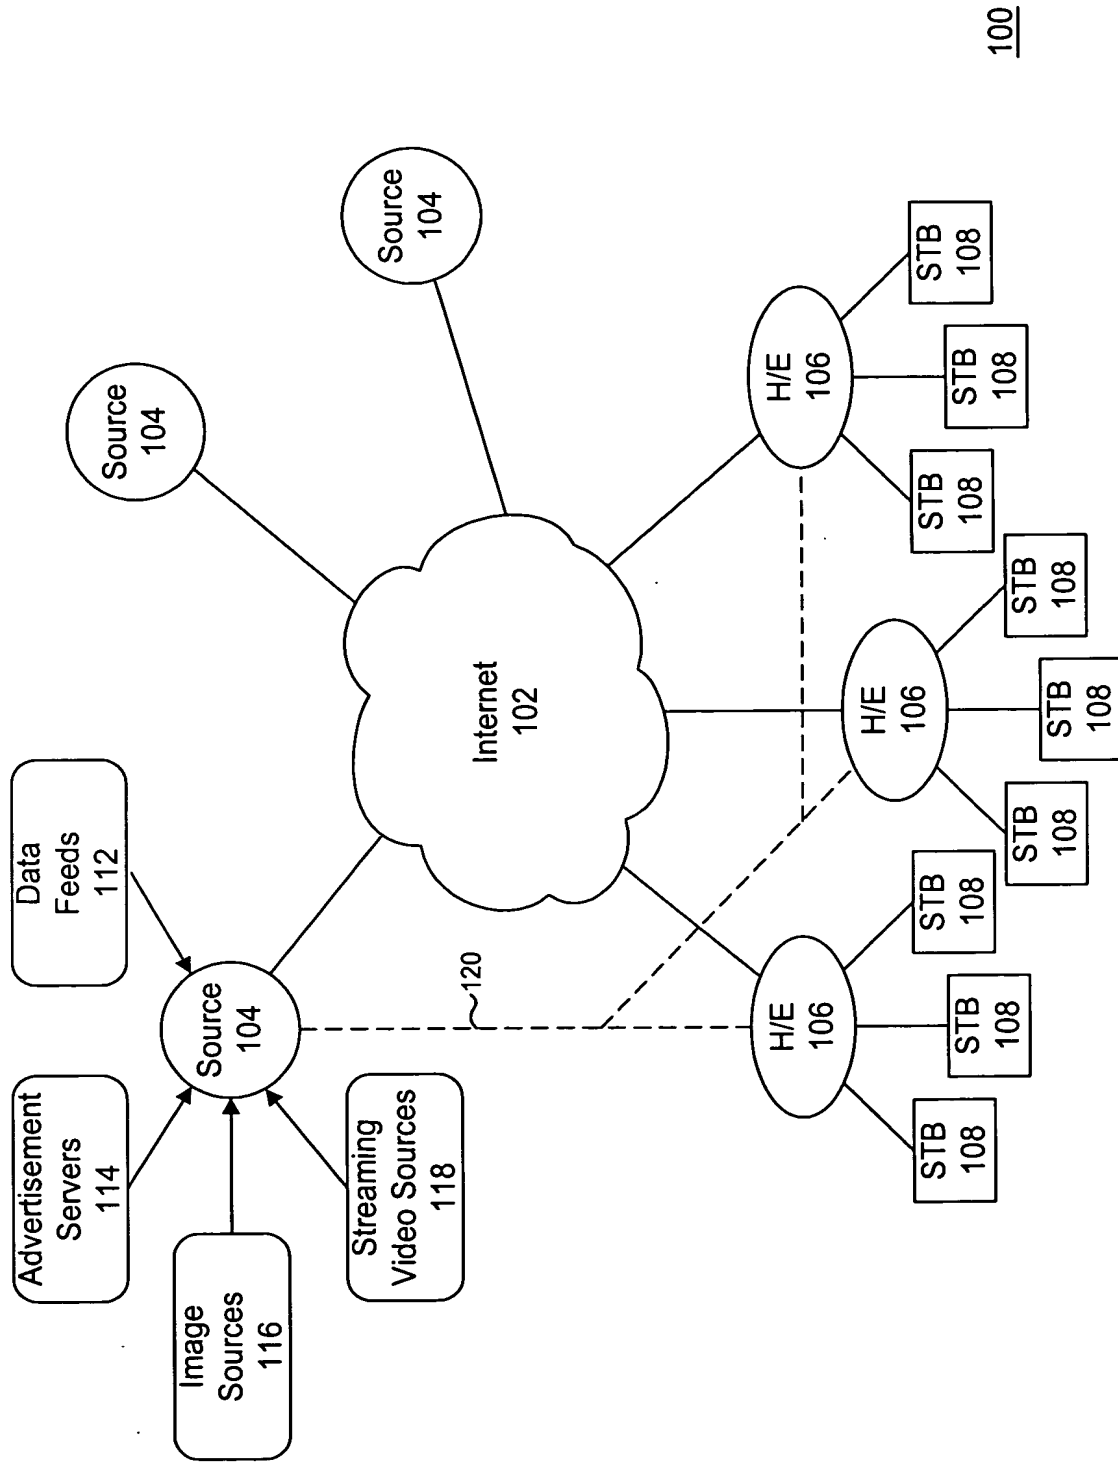 100
Data
Feeds
112
Advertisement
Servers
114
Image
Sources
116
Streaming
Video Sources
118
Source
104
Source
104
Source
104
Internet
102
120
H/E
106
H/E
106
H/E
106
STB
108
STB
108
STB
108
STB
108
STB
108
STB
108
STB
108
STB
108
STB
108